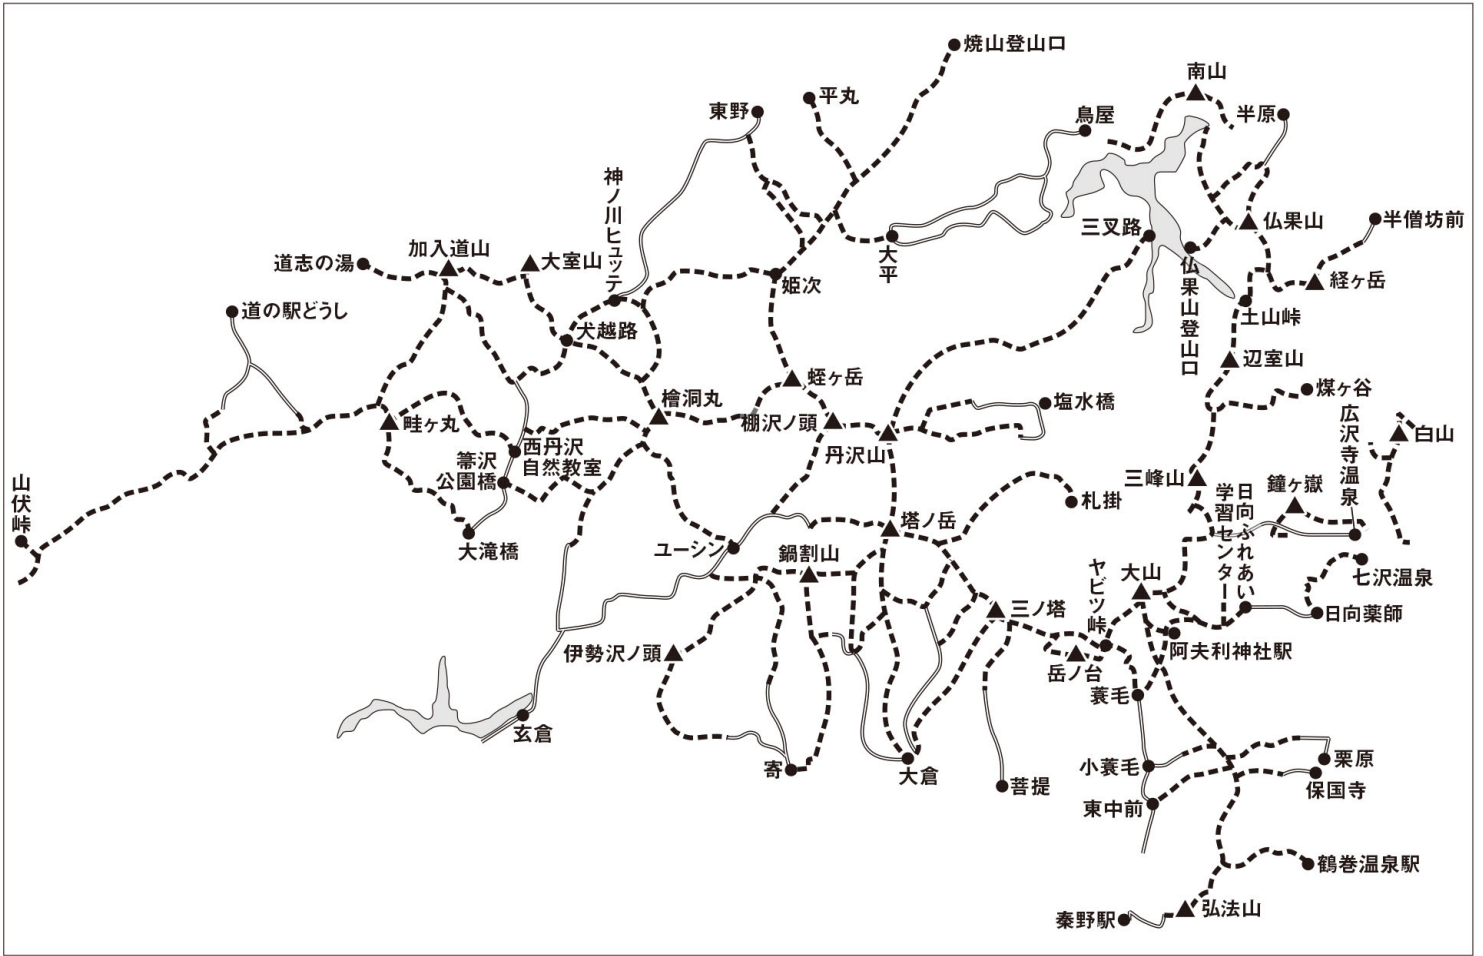 焼山登山口
南山
平丸
東野
鳥屋
半原
神ノ川ヒュッテ
仏果山
半僧坊前
三叉路
加入道山
大室山
道志の湯
大平
姫次
仏果山登山口
経ヶ岳
道の駅どうし
土山峠
犬越路
辺室山
蛭ヶ岳
煤ヶ谷
檜洞丸
塩水橋
広沢寺温泉
棚沢ノ頭
畦ヶ丸
白山
西丹沢
自然教室
丹沢山
箒沢
公園橋
山伏峠
三峰山
日向ふれあい
学習センター
鐘ヶ嶽
札掛
塔ノ岳
大滝橋
ユーシン
鍋割山
ヤビツ峠
大山
七沢温泉
三ノ塔
日向薬師
伊勢沢ノ頭
阿夫利神社駅
岳ノ台
蓑毛
玄倉
寄
大倉
菩提
小蓑毛
栗原
保国寺
東中前
鶴巻温泉駅
弘法山
秦野駅